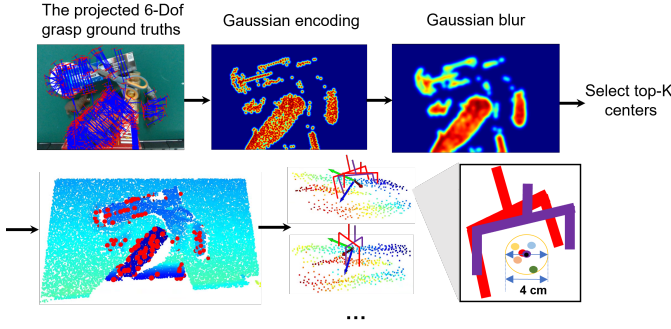 The projected 6-Dof
grasp ground truths
Gaussian encoding
Gaussian blur
Select top-K
centers
4 cm
...